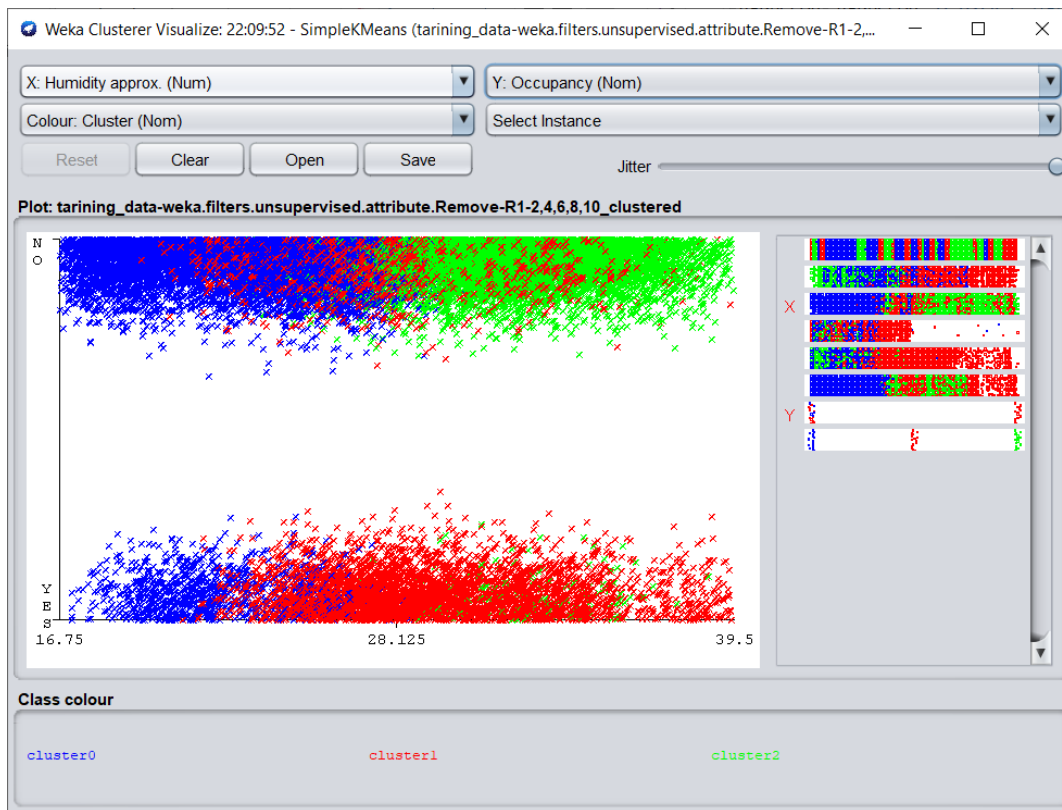 Weka Clusterer Visualize: 22:09:52 - SimpleKMeans (tarining_data-weka.filters.unsupervised.attribute.Remove-R1-2,...
X: Humidity approx. (Num)
Y: Occupancy (Nom)
Colour: Cluster (Nom)
Select Instance
Reset
Clear
Open
Save
Jitter
Plot: tarining_data-weka.filters.unsupervised.attribute.Remove-R1-2,4,6,8,10_clustered
N
O
X
Y
Y
E
S
16.75
28.125
39.5
Class colour
cluster0
cluster1
cluster2